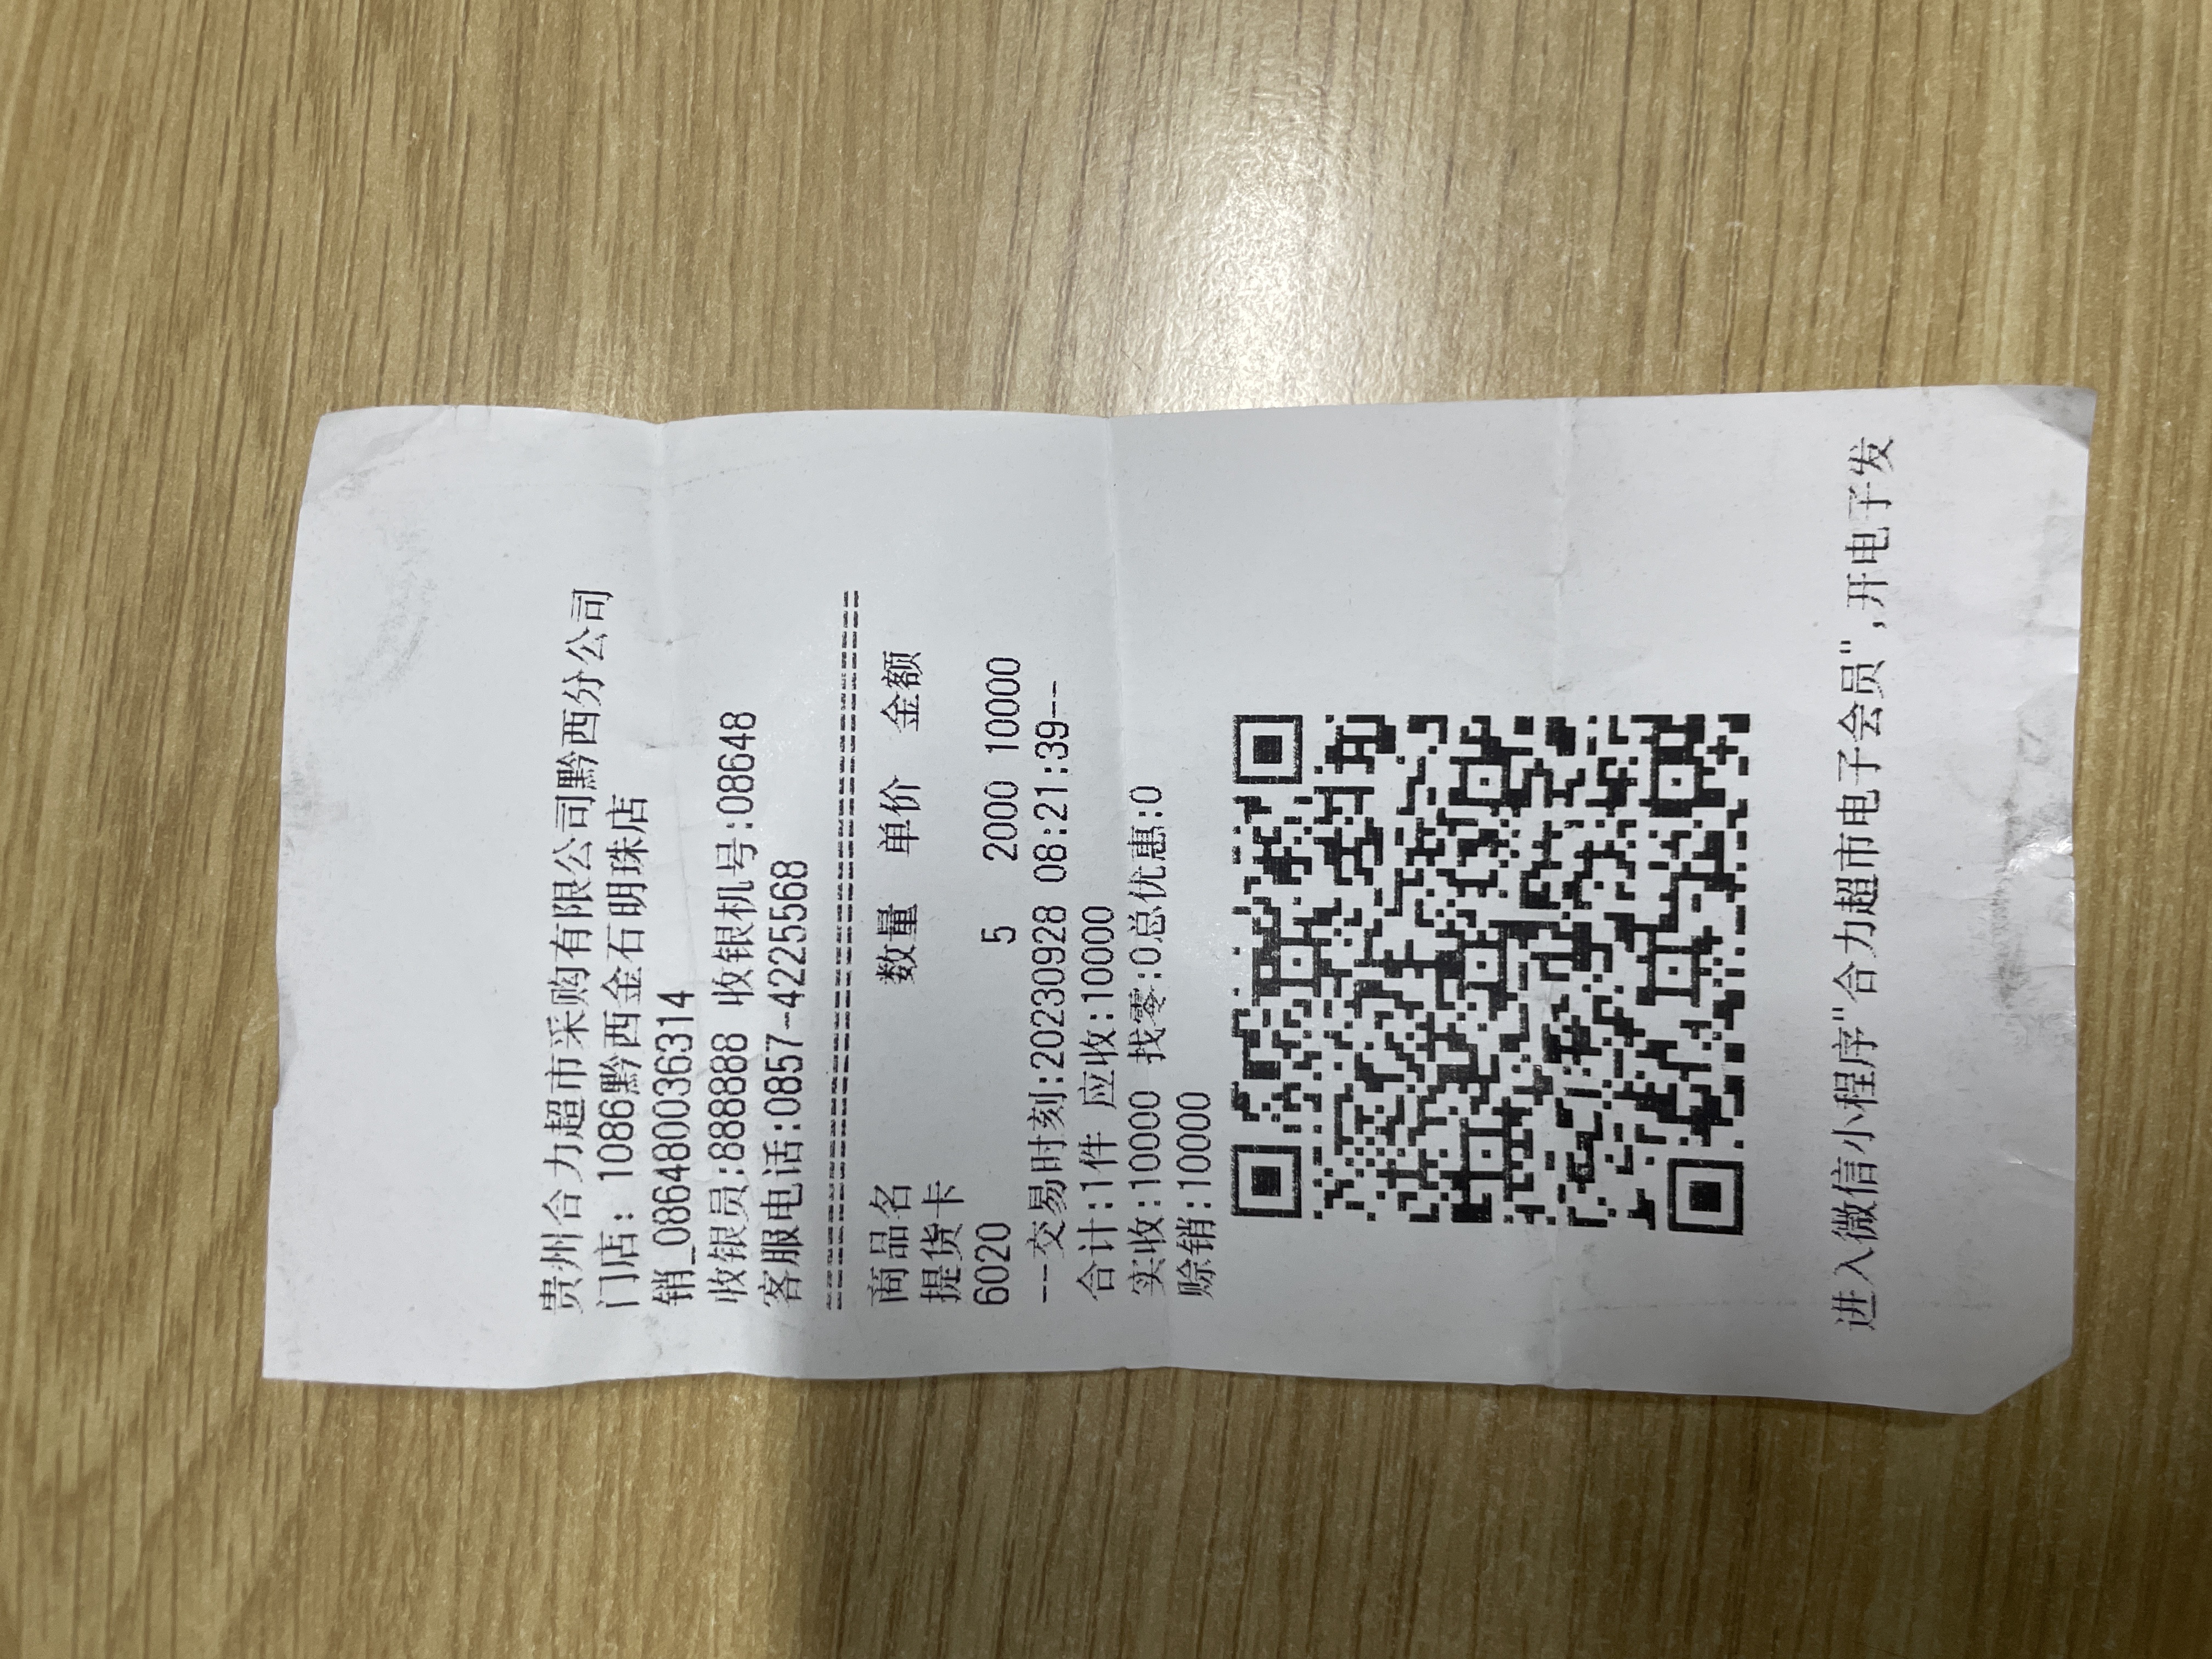 贵州合力超市采购有限公司黔西分公司
门店: 1086黔西金石明珠店
销_086480036314
收银员:888888 收银机号:08648
客服电话:0857-4225568
================================
商品名 数量 单价 金额
提货卡
6020 5 2000 10000
--交易时刻:20230928 08:21:39--
合计:1件 应收:10000
实收:10000 找零:0总优惠:0
赊销:10000
进入微信小程序"合力超市电子会员",开电子发